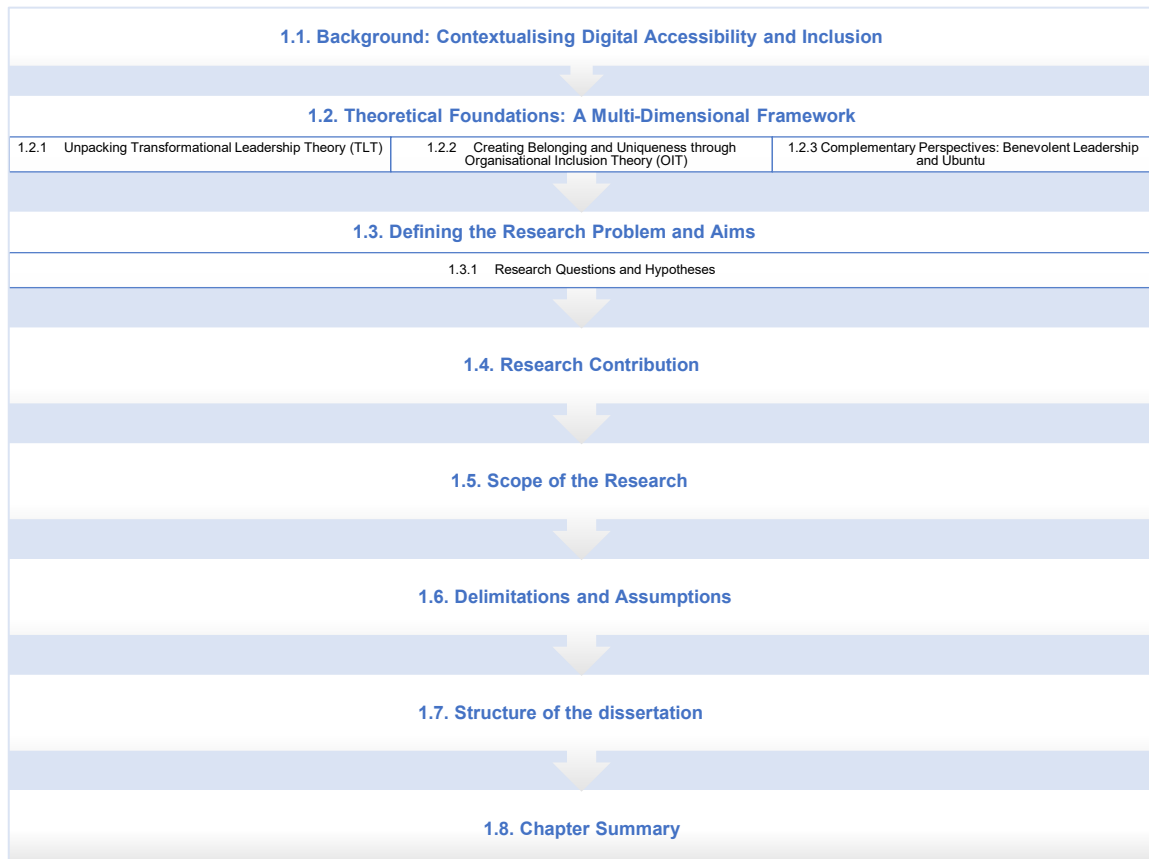 1.1. Background: Contextualising Digital Accessibility and Inclusion
1.2. Theoretical Foundations: A Multi-Dimensional Framework
1.2.1 Unpacking Transformational Leadership Theory (TLT)
1.2.2 Creating Belonging and Uniqueness through
Organisational Inclusion Theory (OIT)
1.2.3 Complementary Perspectives: Benevolent Leadership
and Ubuntu
1.3. Defining the Research Problem and Aims
1.3.1 Research Questions and Hypotheses
1.4. Research Contribution
1.5. Scope of the Research
1.6. Delimitations and Assumptions
1.7. Structure of the dissertation
1.8. Chapter Summary